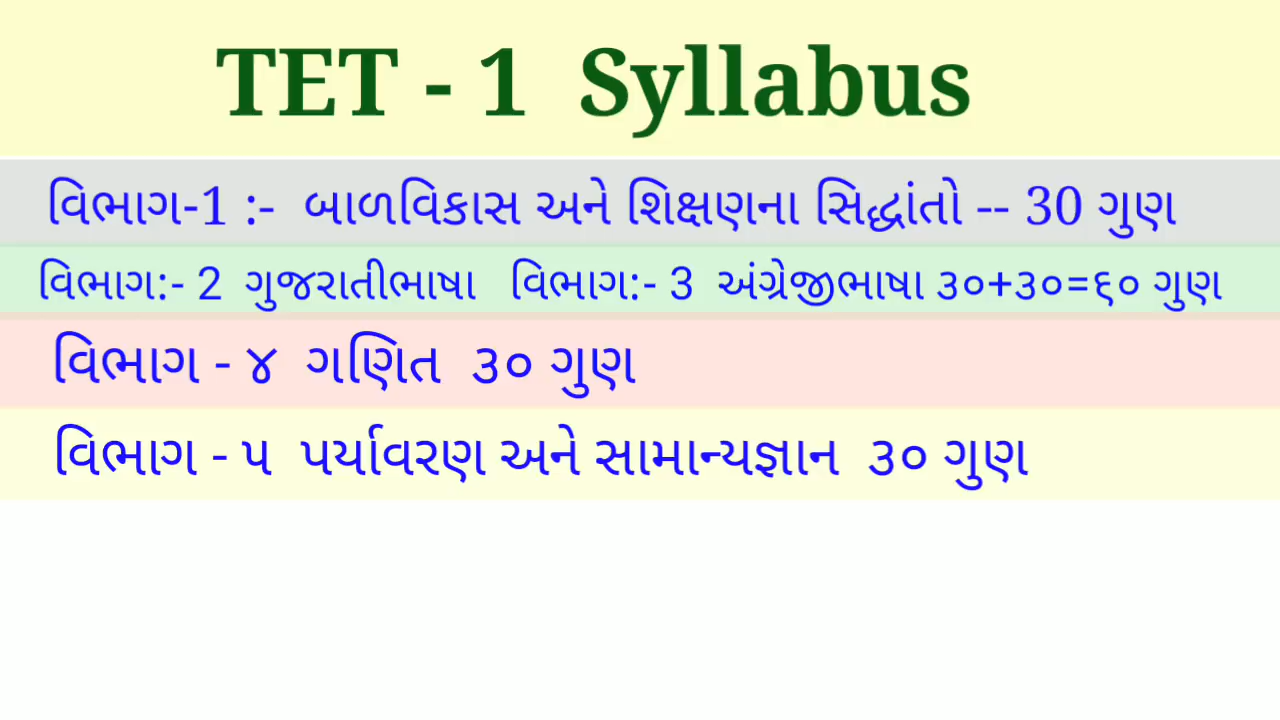 TET - 1 Syllabus
વિભાગ-1 :- બાળવિકાસ અને શિક્ષણના સિદ્ધાંતો -- 30 ગુણ
વિભાગ:- 2 ગુજરાતીભાષા વિભાગ:- 3 અંગ્રેજીભાષા ૩૦+૩૦=૬૦ ગુણ
વિભાગ - ૪ ગણિત ૩૦ ગુણ
વિભાગ - ૫ પર્યાવરણ અને સામાન્યજ્ઞાન ૩૦ ગુણ